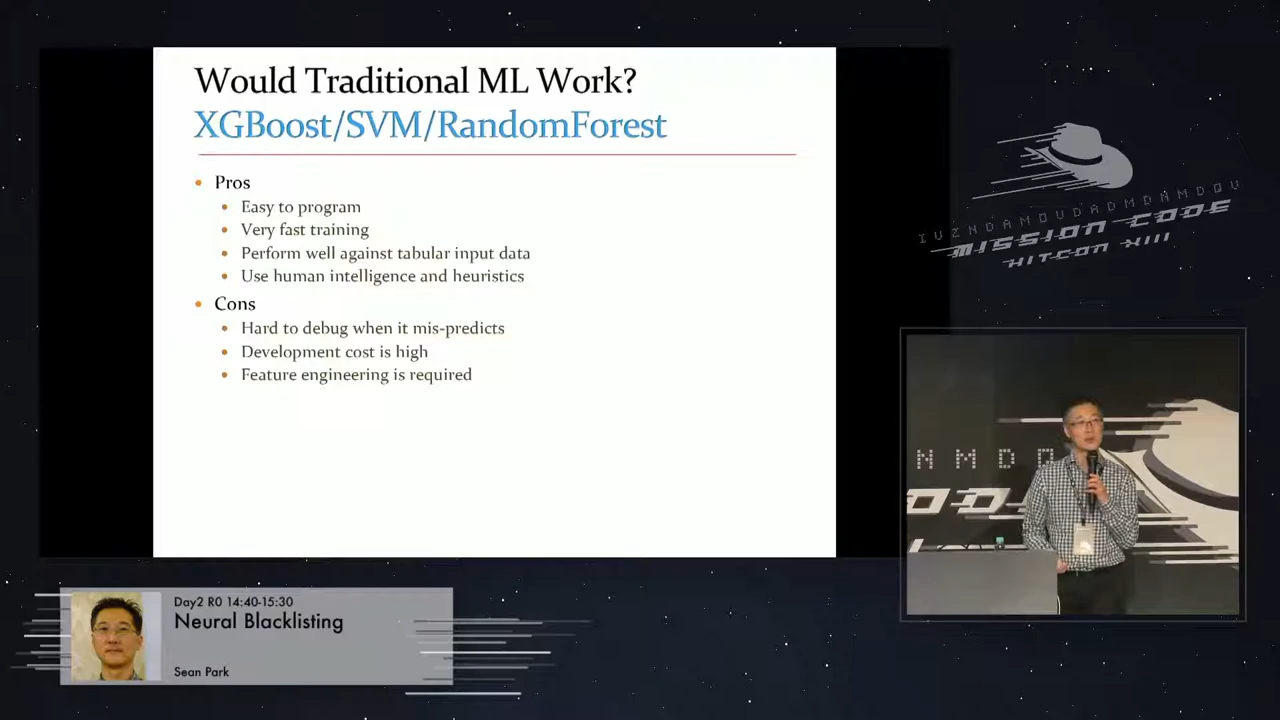 Would Traditional ML Work?
XGBoost/SVM/RandomForest
• Pros
• Easy to program
• Very fast training
• Perform well against tabular input data
• Use human intelligence and heuristics
• Cons
• Hard to debug when it mis-predicts
• Development cost is high
• Feature engineering is required
MISSION CODE
HITCON XIII
N M D Q
Day2 R0 14:40-15:30
Neural Blacklisting
Sean Park